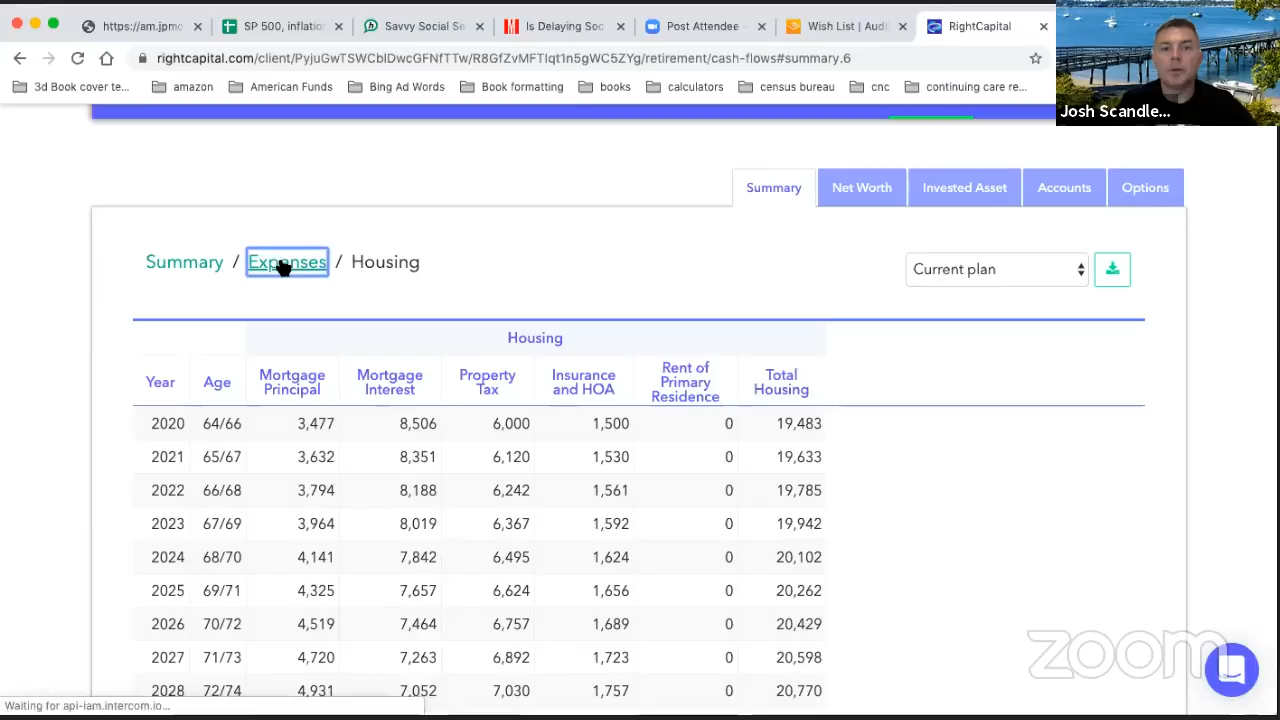 https://am.jpmo
SP 500, inflation
Savvy Social Se
Is Delaying Soc
Post Attendee
Wish List | Audi
RightCapital
rightcapital.com/client/PyjuGwTSWCblDwcGFNfTTw/R8GfZvMFTIqt1n5gWC5ZYg/retirement/cash-flows#summary.6
3d Book cover te...
amazon
American Funds
Bing Ad Words
Book formatting
books
calculators
census bureau
cnc
continuing care re...
Josh Scandle...
Summary
Net Worth
Invested Asset
Accounts
Options
Summary / Expenses / Housing
Current plan
Housing
Year Age Mortgage Principal Mortgage Interest Property Tax Insurance and HOA Rent of Primary Residence Total Housing
2020 64/66 3,477 8,506 6,000 1,500 0 19,483
2021 65/67 3,632 8,351 6,120 1,530 0 19,633
2022 66/68 3,794 8,188 6,242 1,561 0 19,785
2023 67/69 3,964 8,019 6,367 1,592 0 19,942
2024 68/70 4,141 7,842 6,495 1,624 0 20,102
2025 69/71 4,325 7,657 6,624 1,656 0 20,262
2026 70/72 4,519 7,464 6,757 1,689 0 20,429
2027 71/73 4,720 7,263 6,892 1,723 0 20,598
2028 72/74 4,931 7,052 7,030 1,757 0 20,770
zoom
Waiting for api-iam.intercom.io...